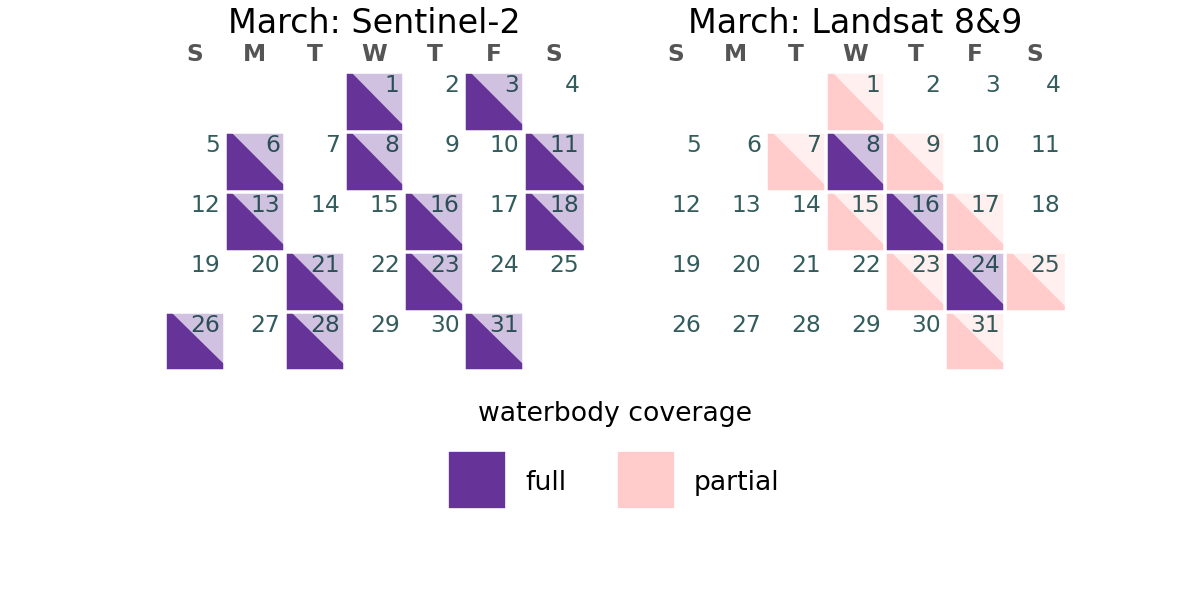 March: Sentinel-2
S M T W T F S
1 2 3 4
5 6 7 8 9 10 11
12 13 14 15 16 17 18
19 20 21 22 23 24 25
26 27 28 29 30 31
March: Landsat 8&9
S M T W T F S
1 2 3 4
5 6 7 8 9 10 11
12 13 14 15 16 17 18
19 20 21 22 23 24 25
26 27 28 29 30 31
waterbody coverage
full partial